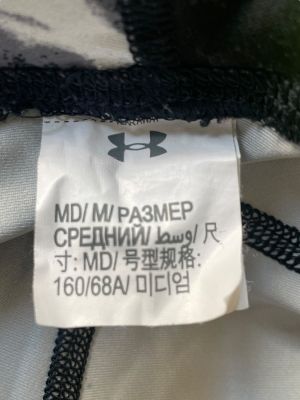 MD/ M/ РАЗМЕР
СРЕДНИЙ/ وسط/ 尺
寸: MD/ 号型规格:
160/68A/ 미디엄